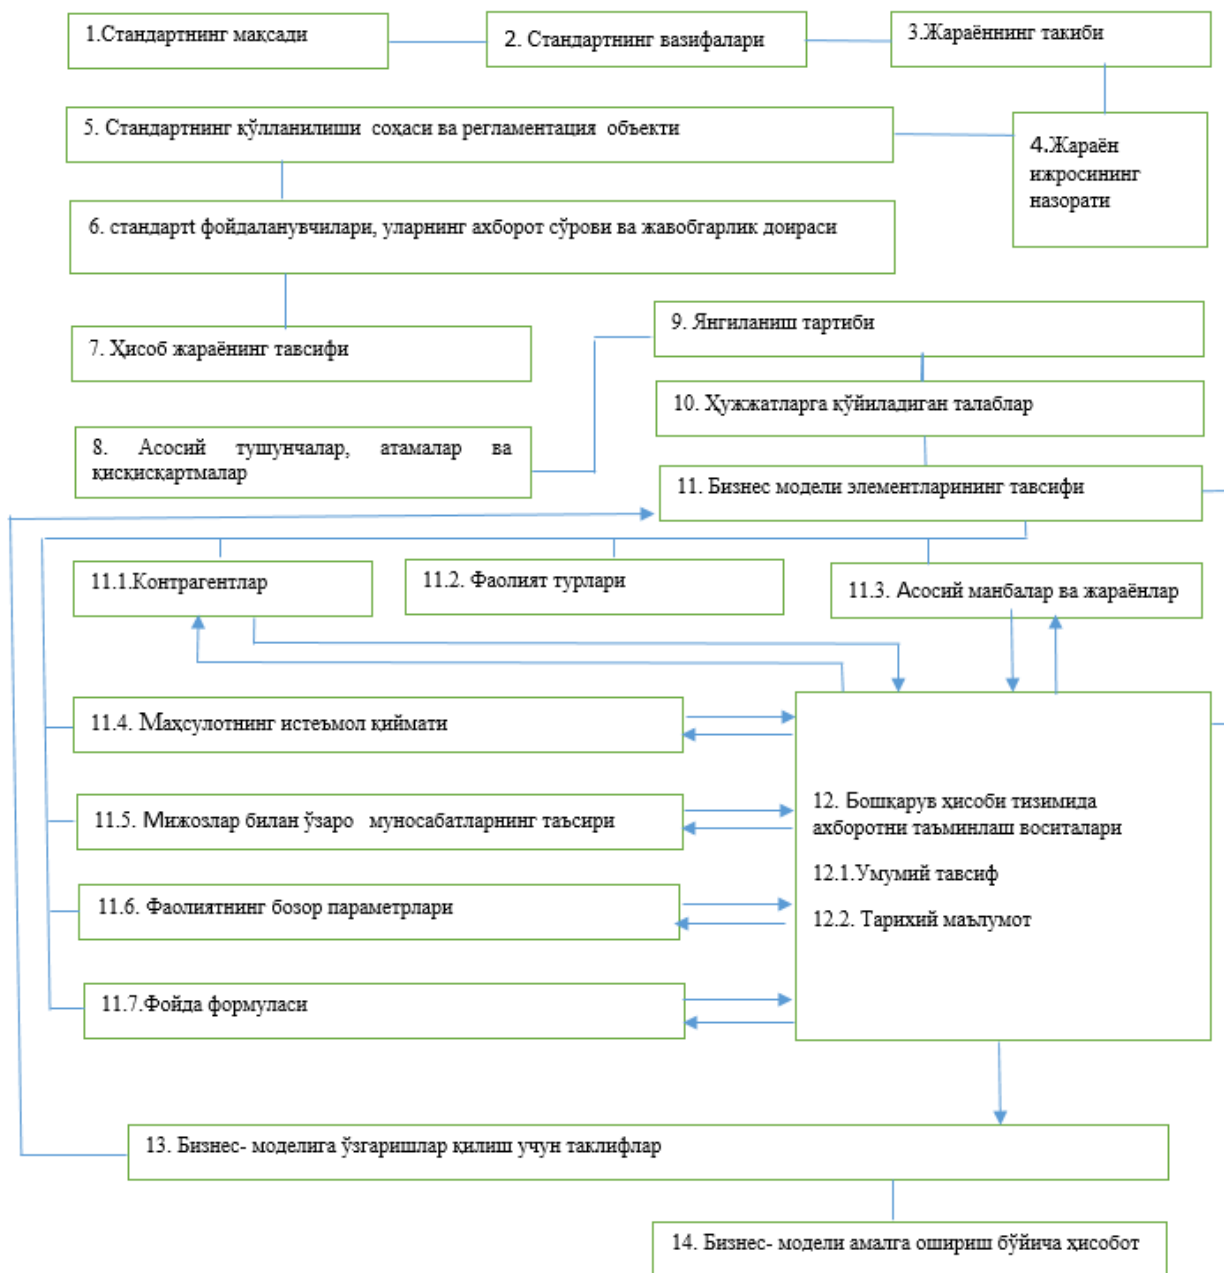 1.Стандартнинг мақсади
2. Стандартнинг вазифалари
3.Жараённинг такиби
4.Жараён
ижросининг
назорати
5. Стандартнинг қўлланилиши соҳаси ва регламентация объекти
6. стандартt фойдаланувчилари, уларнинг ахборот сўрови ва жавобгарлик доираси
7. Ҳисоб жараёнинг тавсифи
8. Асосий тушунчалар, атамалар ва
қисқисқартмалар
9. Янгиланиш тартиби
10. Ҳужжатларга қўйиладиган талаблар
11. Бизнес модели элементларининг тавсифи
11.1.Контрагентлар
11.2. Фаолият турлари
11.3. Асосий манбалар ва жараёнлар
11.4. Маҳсулотнинг истеъмол қиймати
11.5. Мижозлар билан ўзаро муносабатларнинг таъсири
11.6. Фаолиятнинг бозор параметрлари
11.7.Фойда формуласи
12. Бошқарув ҳисоби тизимида
ахборотни таъминлаш воситалари
12.1.Умумий тавсиф
12.2. Тарихий маълумот
13. Бизнес- моделига ўзгаришлар қилиш учун таклифлар
14. Бизнес- модели амалга ошириш бўйича ҳисобот